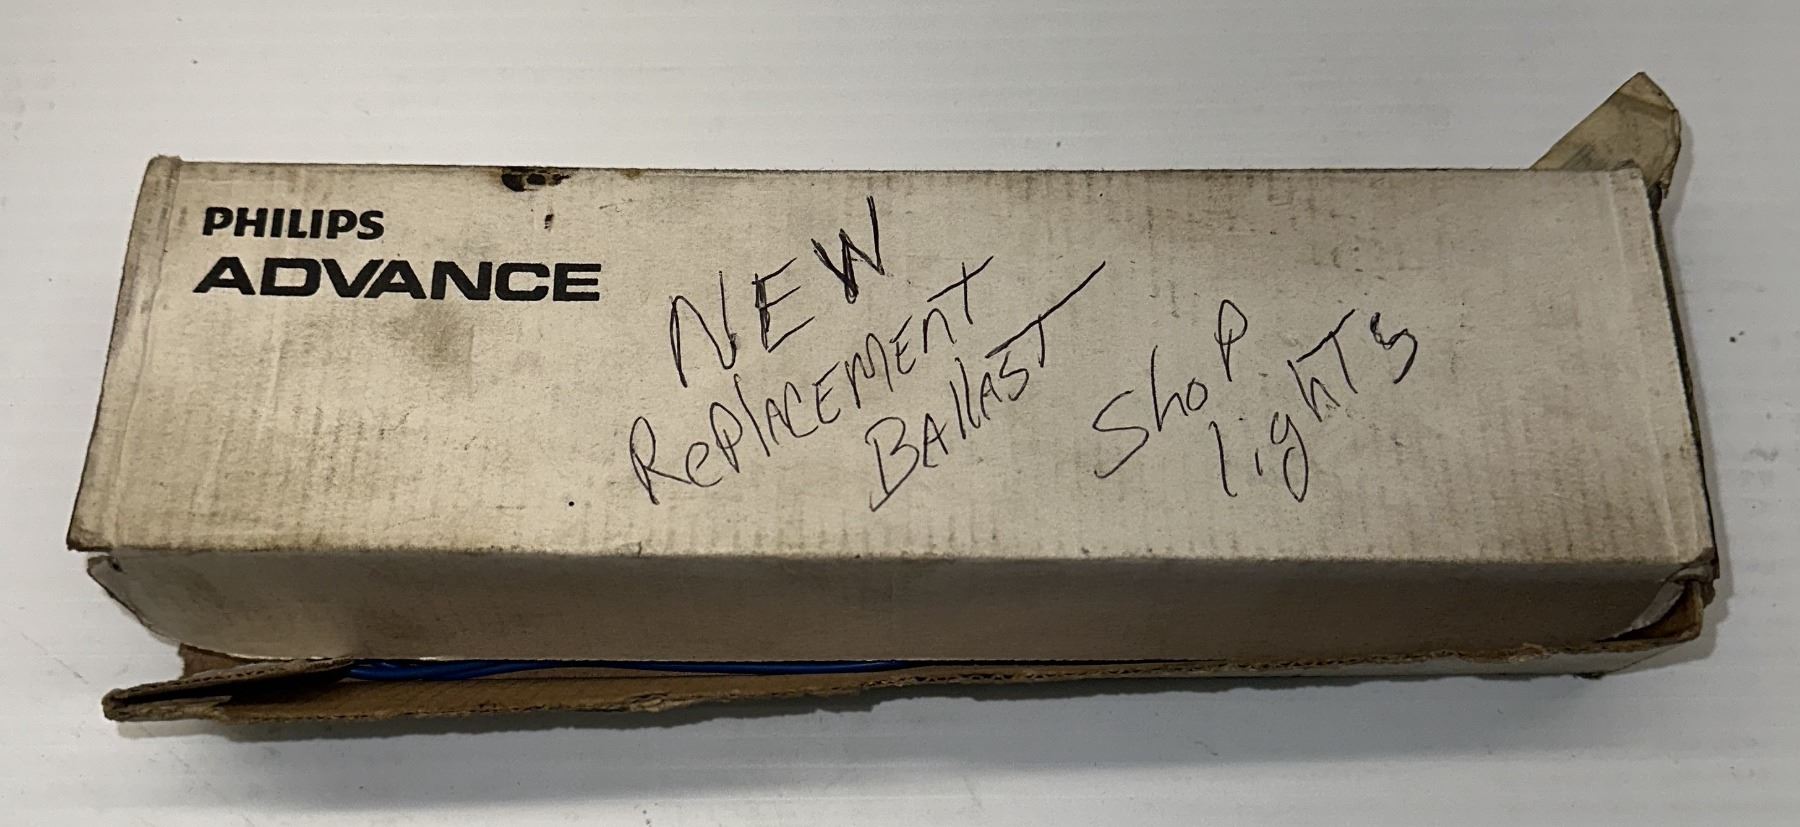 PHILIPS
ADVANCE
NEW
RePlACEMENT
BAllAST
ShoP
lighTs